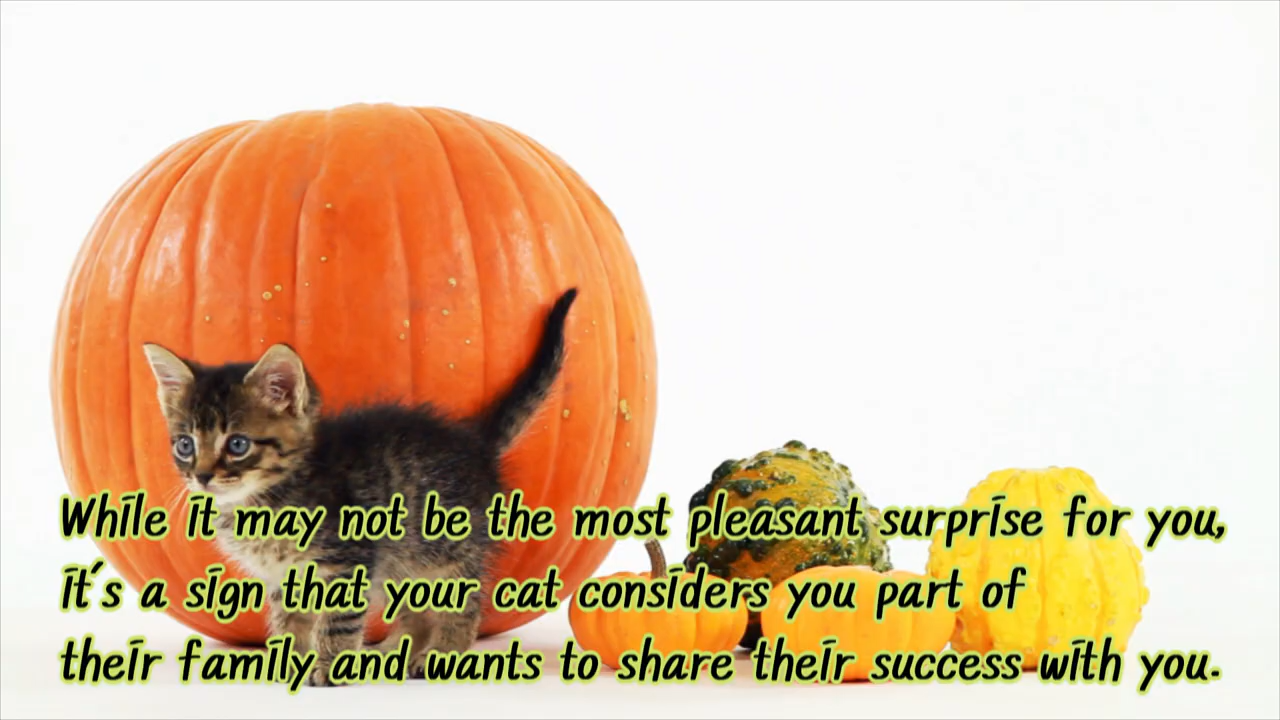 While it may not be the most pleasant surprise for you,
it's a sign that your cat considers you part of
their family and wants to share their success with you.